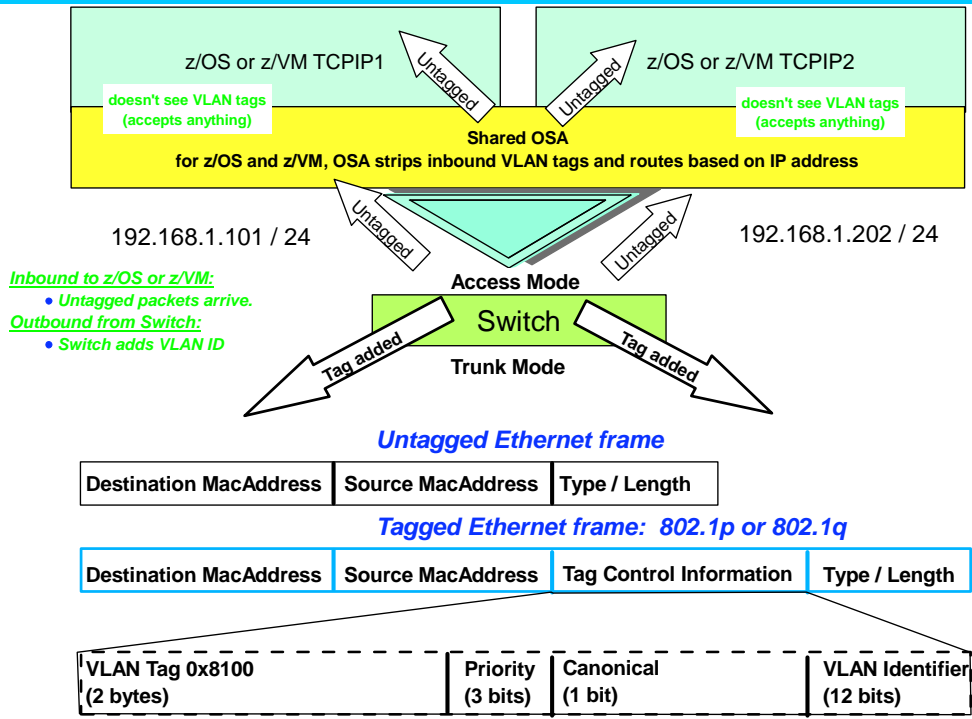 z/OS or z/VM TCPIP1
Untagged
Untagged
z/OS or z/VM TCPIP2
doesn't see VLAN tags
(accepts anything)
doesn't see VLAN tags
(accepts anything)
Shared OSA
for z/OS and z/VM, OSA strips inbound VLAN tags and routes based on IP address
192.168.1.101 / 24
Untagged
Untagged
192.168.1.202 / 24
Inbound to z/OS or z/VM:
• Untagged packets arrive.
Outbound from Switch:
• Switch adds VLAN ID
Access Mode
Switch
Tag added
Tag added
Trunk Mode
Untagged Ethernet frame
Destination MacAddress Source MacAddress Type / Length
Tagged Ethernet frame: 802.1p or 802.1q
Destination MacAddress Source MacAddress Tag Control Information Type / Length
VLAN Tag 0x8100 Priority Canonical VLAN Identifier
(2 bytes) (3 bits) (1 bit) (12 bits)